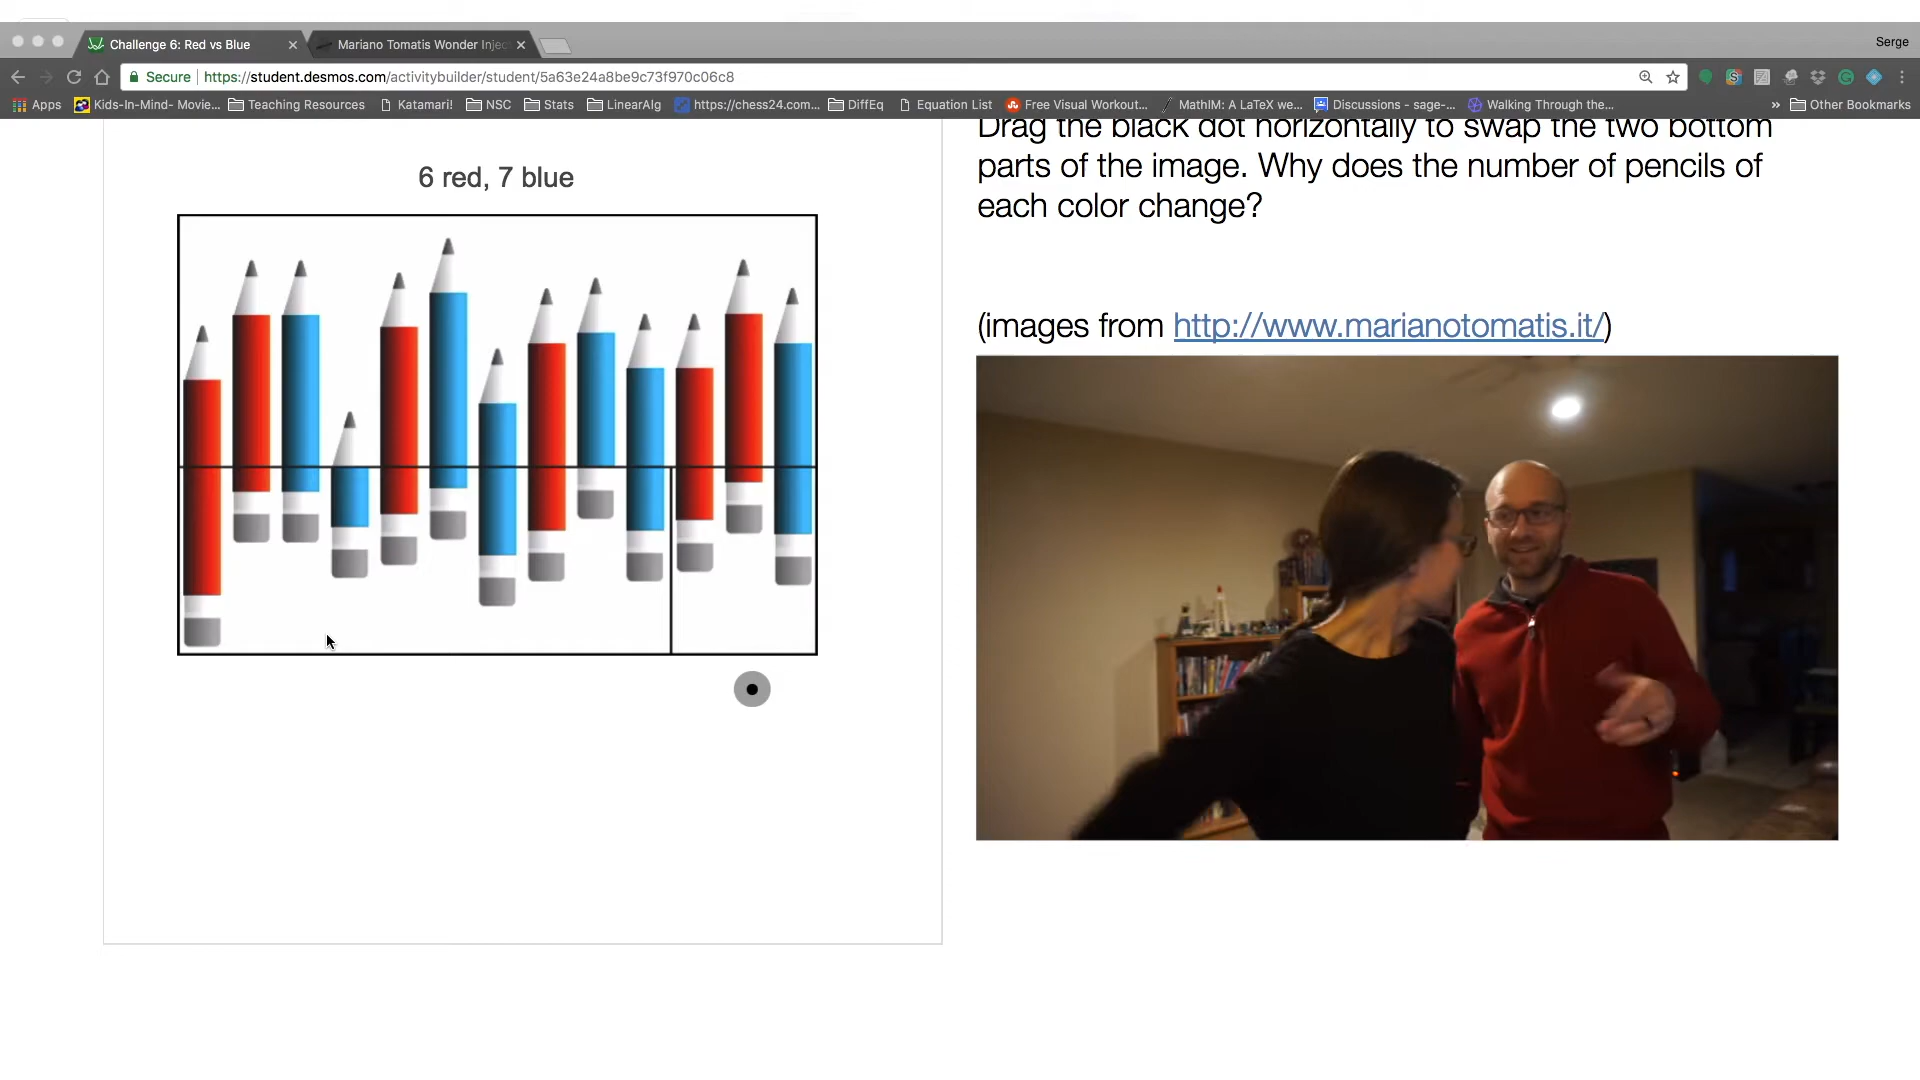 Challenge 6: Red vs Blue
Mariano Tomatis Wonder Injec
Serge
Secure https://student.desmos.com/activitybuilder/student/5a63e24a8be9c73f970c06c8
Apps Kids-In-Mind- Movie... Teaching Resources Katamari! NSC Stats LinearAlg https://chess24.com... DiffEq Equation List Free Visual Workout... MathIM: A LaTeX we... Discussions - sage-... Walking Through the... » Other Bookmarks
Drag the black dot horizontally to swap the two bottom
parts of the image. Why does the number of pencils of
each color change?
6 red, 7 blue
(images from http://www.marianotomatis.it/)